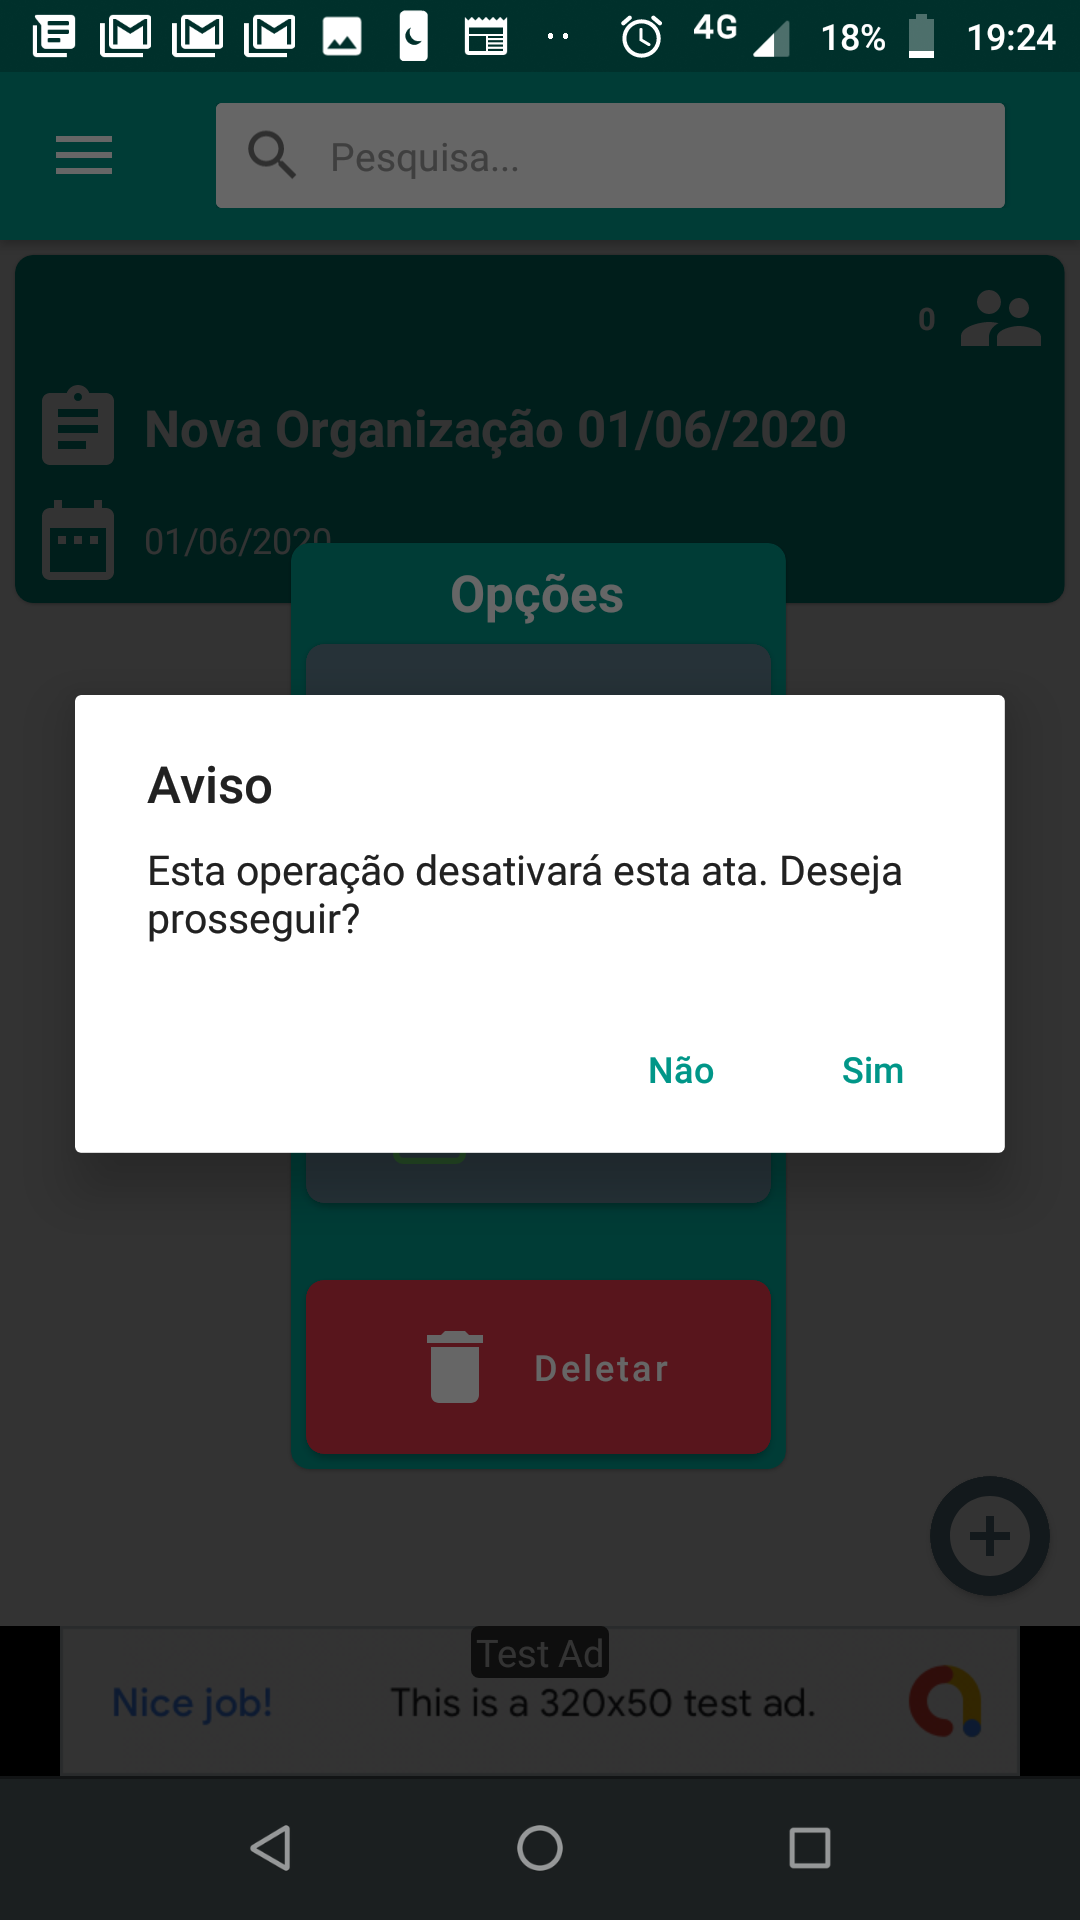 4G 18% 19:24
Pesquisa...
0
Nova Organização 01/06/2020
01/06/2020
Opções
Aviso
Esta operação desativará esta ata. Deseja
prosseguir?
Não Sim
Deletar
Test Ad
Nice job! This is a 320x50 test ad.